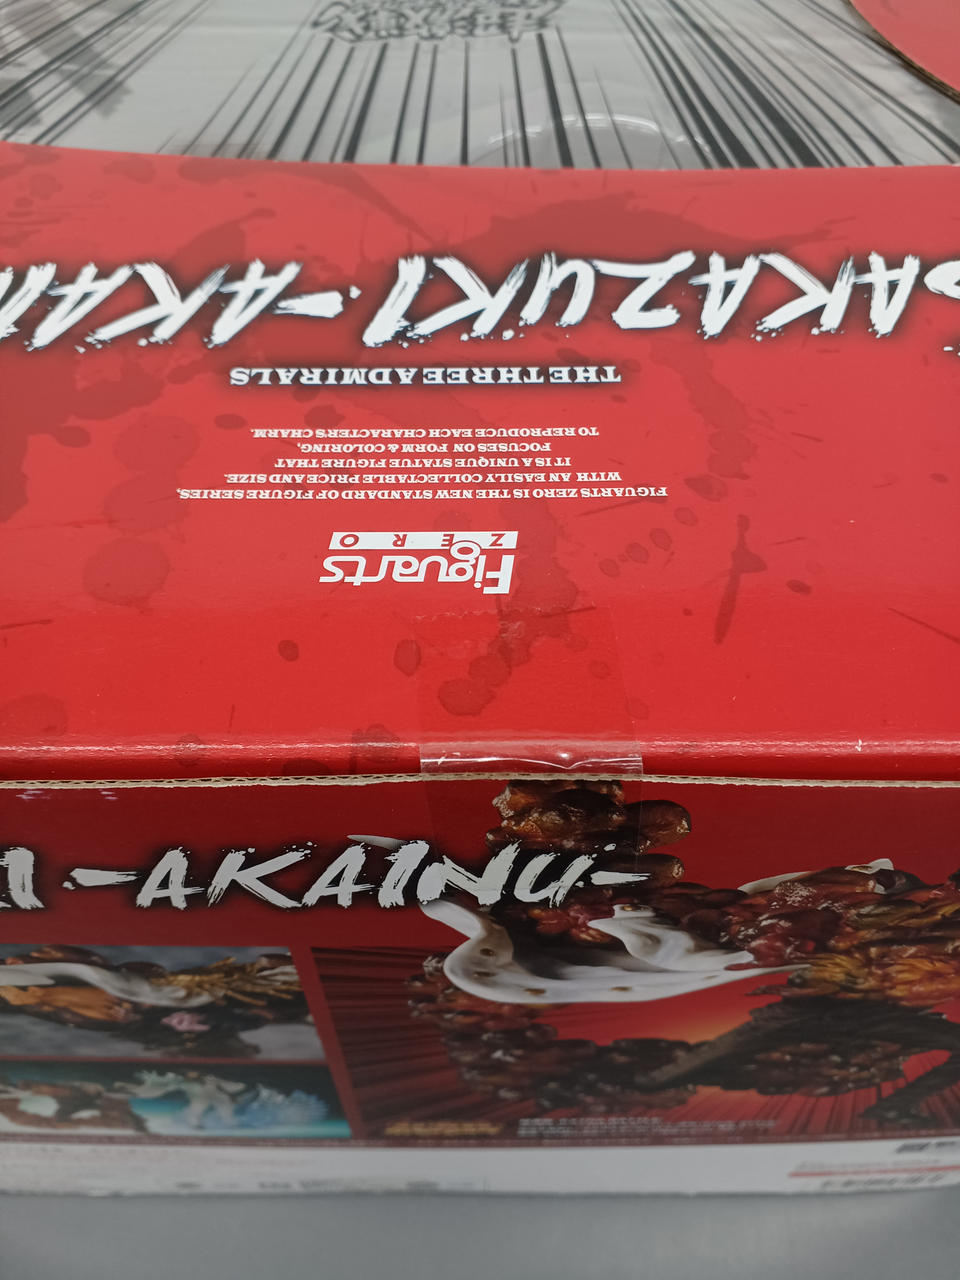 SAKAZUKI -AKAIN
THE THREE ADMIRALS
FIGUARTS ZERO IS THE NEW STANDARD OF FIGURE SERIES,
WITH AN EASILY COLLECTABLE PRICE AND SIZE.
IT IS A UNIQUE STATUE FIGURE THAT
FOCUSES ON FORM & COLORING,
TO REPRODUCE EACH CHARACTER'S CHARM.
Figuarts
ZERO
I -AKAINU-